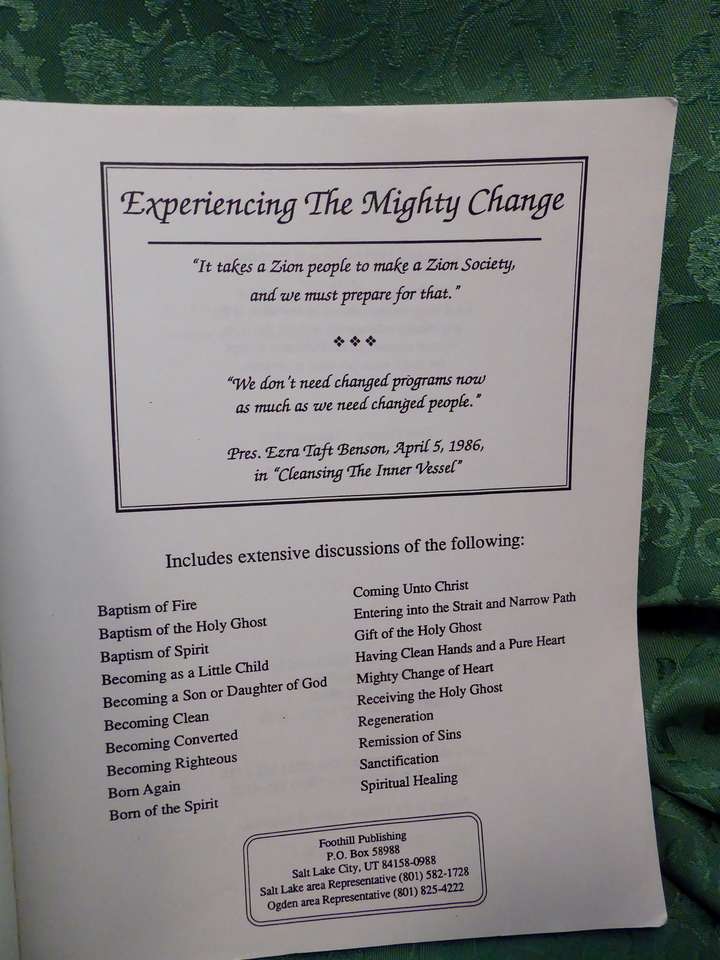 Experiencing The Mighty Change
"It takes a Zion people to make a Zion Society,
and we must prepare for that."
❖ ❖ ❖
"We don't need changed programs now
as much as we need changed people."
Pres. Ezra Taft Benson, April 5, 1986,
in "Cleansing The Inner Vessel"
Includes extensive discussions of the following:
Baptism of Fire
Baptism of the Holy Ghost
Baptism of Spirit
Becoming as a Little Child
Becoming a Son or Daughter of God
Becoming Clean
Becoming Converted
Becoming Righteous
Born Again
Born of the Spirit
Coming Unto Christ
Entering into the Strait and Narrow Path
Gift of the Holy Ghost
Having Clean Hands and a Pure Heart
Mighty Change of Heart
Receiving the Holy Ghost
Regeneration
Remission of Sins
Sanctification
Spiritual Healing
Foothill Publishing
P.O. Box 58988
Salt Lake City, UT 84158-0988
Salt Lake area Representative (801) 582-1728
Ogden area Representative (801) 825-4222